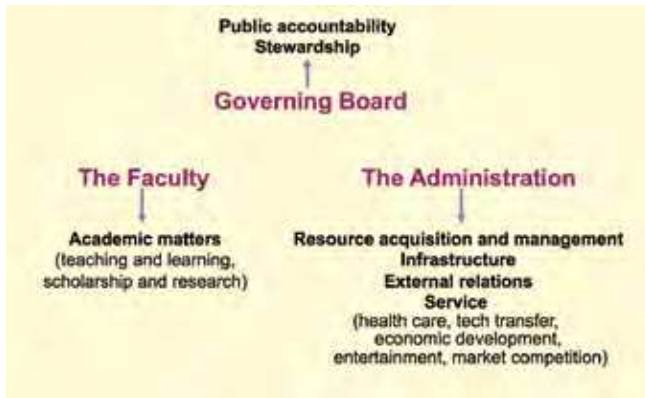 Public accountability
Stewardship
Governing Board
The Faculty
Academic matters
(teaching and learning,
scholarship and research)
The Administration
Resource acquisition and management
Infrastructure
External relations
Service
(health care, tech transfer,
economic development,
entertainment, market competition)